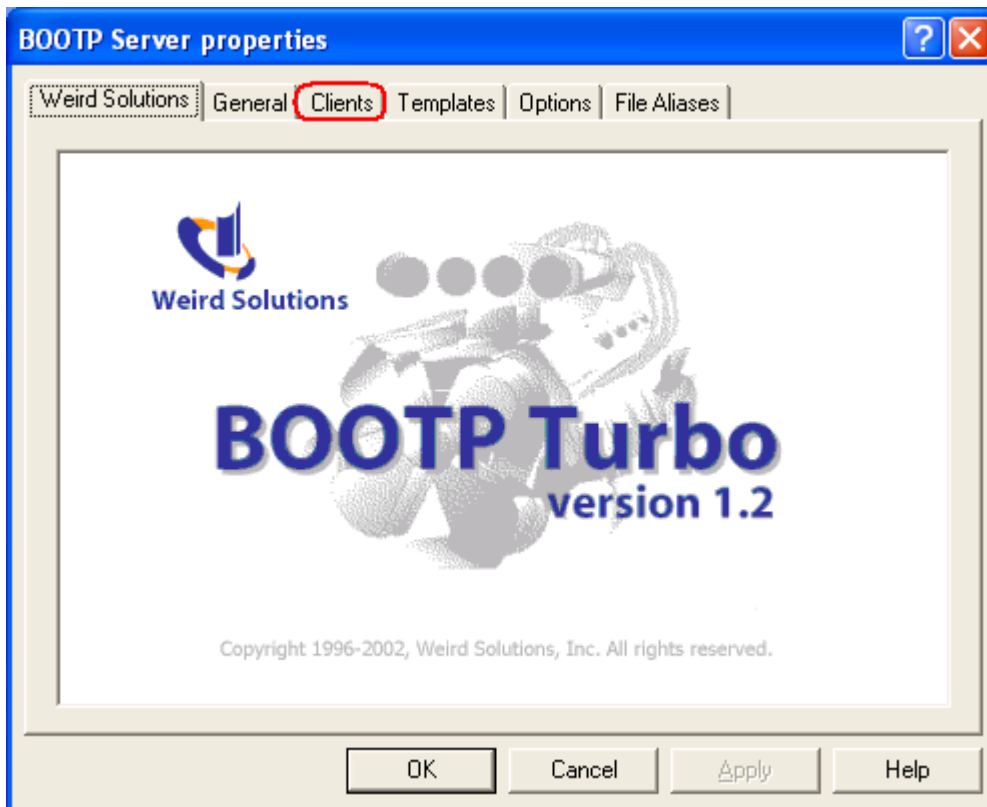 BOOTP Server properties
Weird Solutions General Clients Templates Options File Aliases
Weird Solutions
BOOTP Turbo
version 1.2
Copyright 1996-2002, Weird Solutions, Inc. All rights reserved.
OK Cancel Apply Help